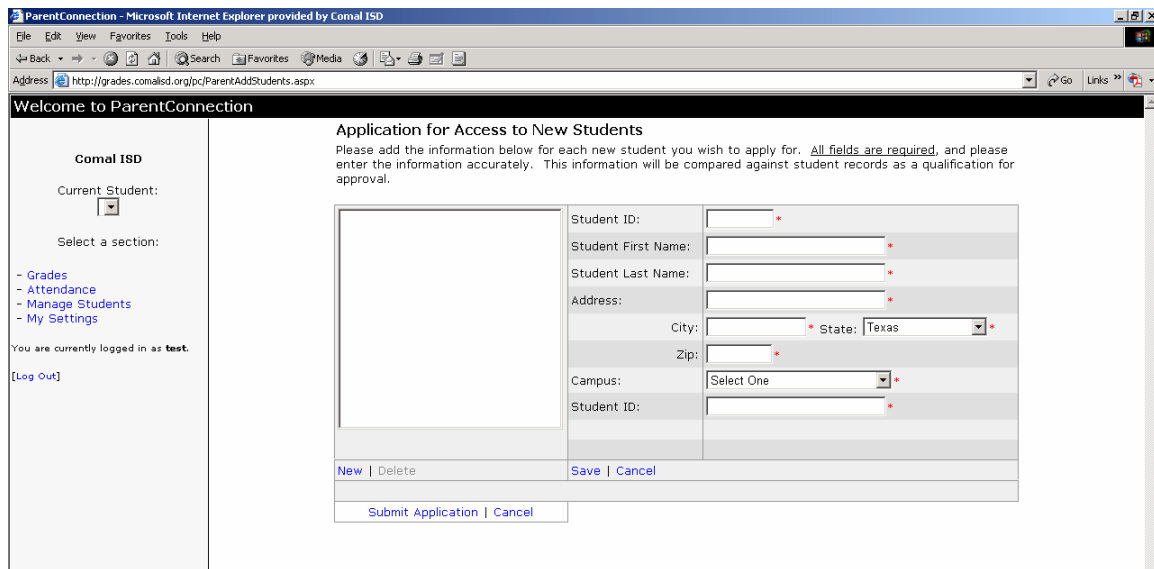 ParentConnection - Microsoft Internet Explorer provided by Comal ISD
File Edit View Favorites Tools Help
Back Search Favorites Media
Address http://grades.comalisd.org/pc/ParentAddStudents.aspx Go Links »
Welcome to ParentConnection
Comal ISD
Current Student:
Select a section:
- Grades
- Attendance
- Manage Students
- My Settings
You are currently logged in as test.
[Log Out]
Application for Access to New Students
Please add the information below for each new student you wish to apply for. All fields are required, and please
enter the information accurately. This information will be compared against student records as a qualification for
approval.
Student ID: *
Student First Name: *
Student Last Name: *
Address: *
City: * State: Texas *
Zip: *
Campus: Select One *
Student ID: *
New | Delete
Save | Cancel
Submit Application | Cancel